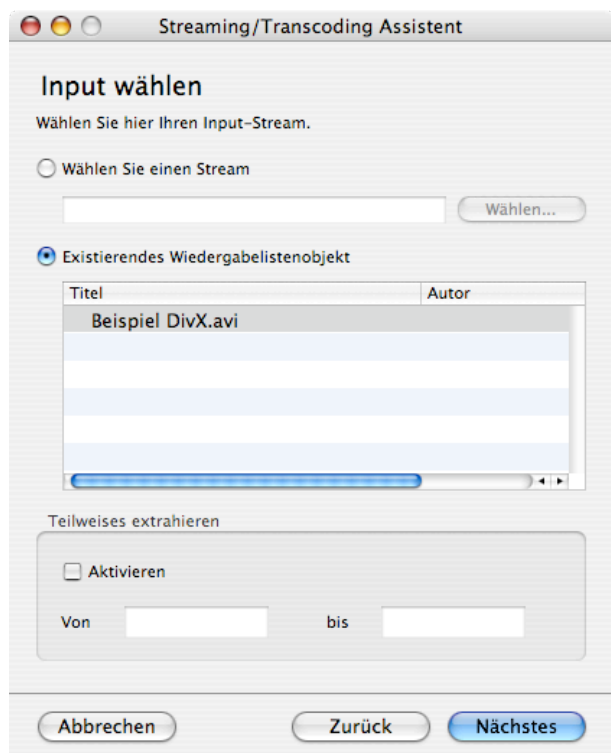 Streaming/Transcoding Assistent
Input wählen
Wählen Sie hier Ihren Input-Stream.
Wählen Sie einen Stream
Wählen...
Existierendes Wiedergabelistenobjekt
Titel Autor
Beispiel DivX.avi
Teilweises extrahieren
Aktivieren
Von bis
Abbrechen Zurück Nächstes